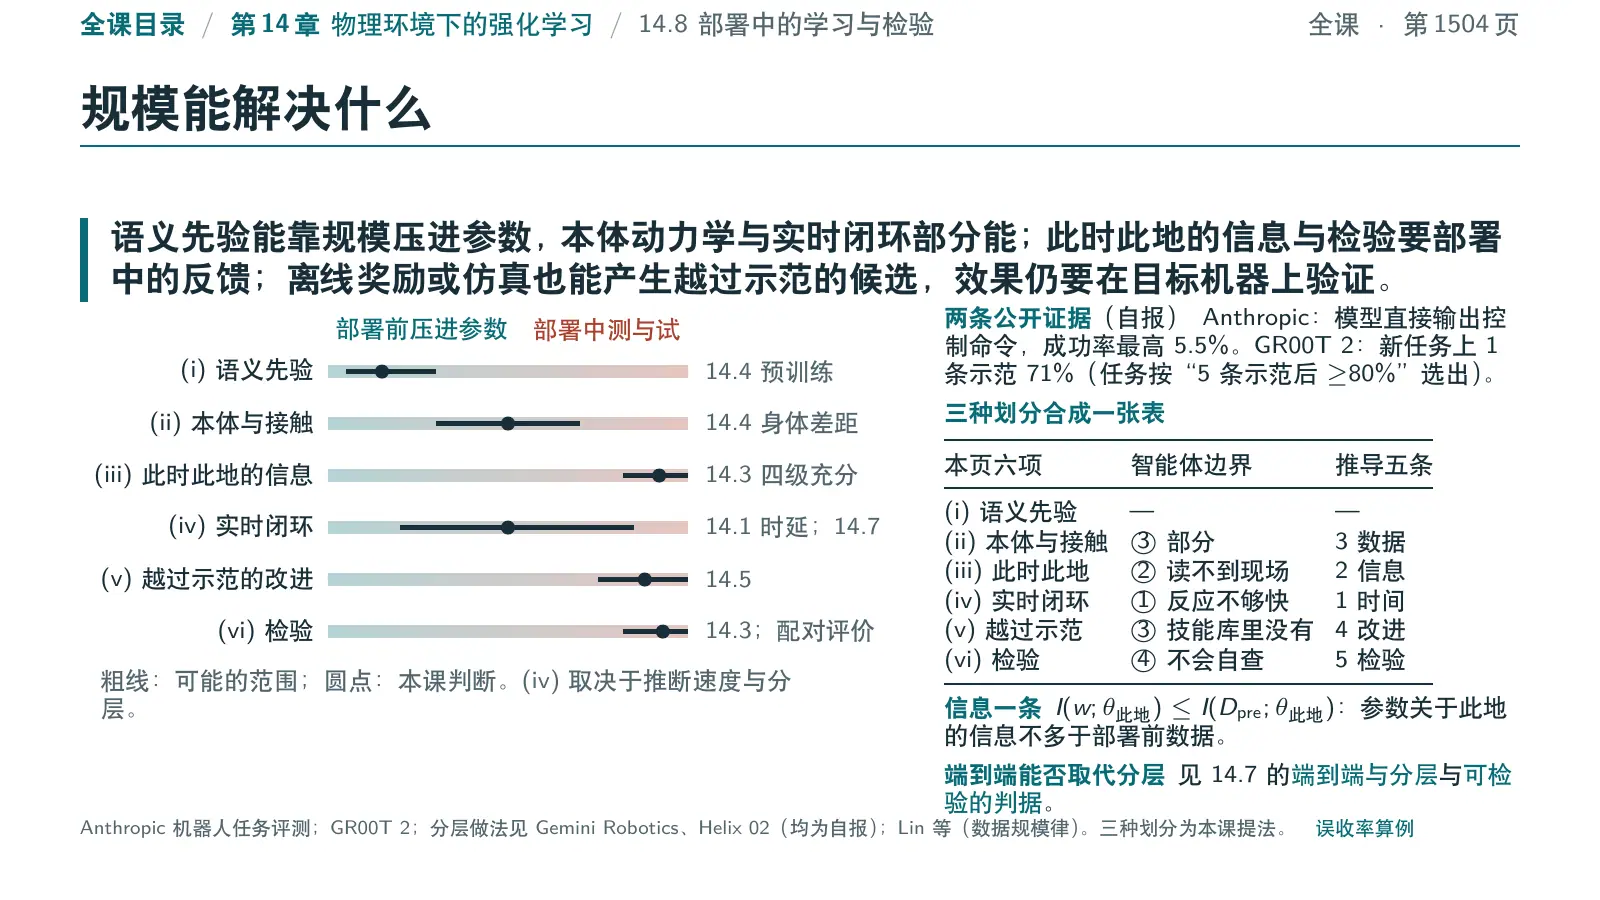 全课目录 / 第 14 章 物理环境下的强化学习 / 14.8 部署中的学习与检验
全课 · 第 1504 页
规模能解决什么
语义先验能靠规模压进参数，本体动力学与实时闭环部分能；此时此地的信息与检验要部署
中的反馈；离线奖励或仿真也能产生越过示范的候选，效果仍要在目标机器上验证。
部署前压进参数 部署中测与试
(i) 语义先验 14.4 预训练
(ii) 本体与接触 14.4 身体差距
(iii) 此时此地的信息 14.3 四级充分
(iv) 实时闭环 14.1 时延；14.7
(v) 越过示范的改进 14.5
(vi) 检验 14.3；配对评价
粗线：可能的范围；圆点：本课判断。(iv) 取决于推断速度与分
层。
两条公开证据（自报） Anthropic：模型直接输出控
制命令，成功率最高 5.5%。GR00T 2：新任务上 1
条示范 71%（任务按“5 条示范后 ≥80%”选出）。
三种划分合成一张表
本页六项 智能体边界 推导五条
(i) 语义先验 — —
(ii) 本体与接触 ③ 部分 3 数据
(iii) 此时此地 ② 读不到现场 2 信息
(iv) 实时闭环 ① 反应不够快 1 时间
(v) 越过示范 ③ 技能库里没有 4 改进
(vi) 检验 ④ 不会自查 5 检验
信息一条 I(w; θ此地) ≤ I(Dpre; θ此地)：参数关于此地
的信息不多于部署前数据。
端到端能否取代分层 见 14.7 的端到端与分层与可检
验的判据。
Anthropic 机器人任务评测；GR00T 2；分层做法见 Gemini Robotics、Helix 02（均为自报）；Lin 等（数据规模律）。三种划分为本课提法。 误收率算例